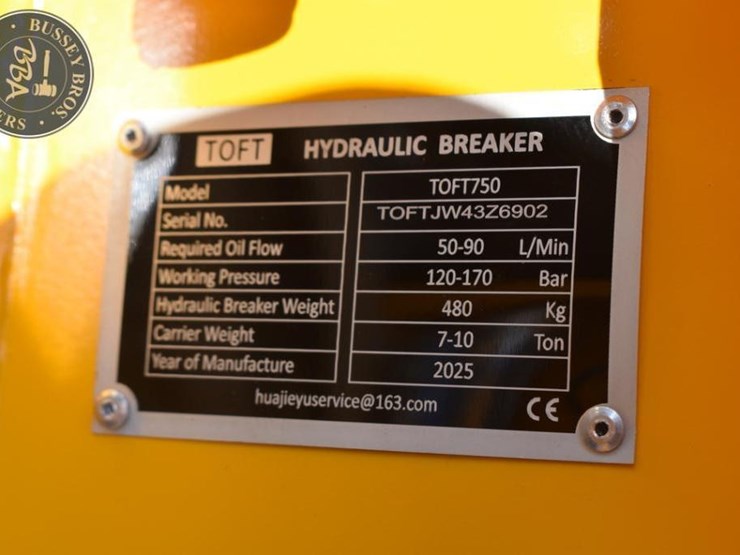 BUSSEY BROS.
BBA
TOFT HYDRAULIC BREAKER
Model TOFT750
Serial No. TOFTJW43Z6902
Required Oil Flow 50-90 L/Min
Working Pressure 120-170 Bar
Hydraulic Breaker Weight 480 Kg
Carrier Weight 7-10 Ton
Year of Manufacture 2025
huajieyuservice@163.com CE